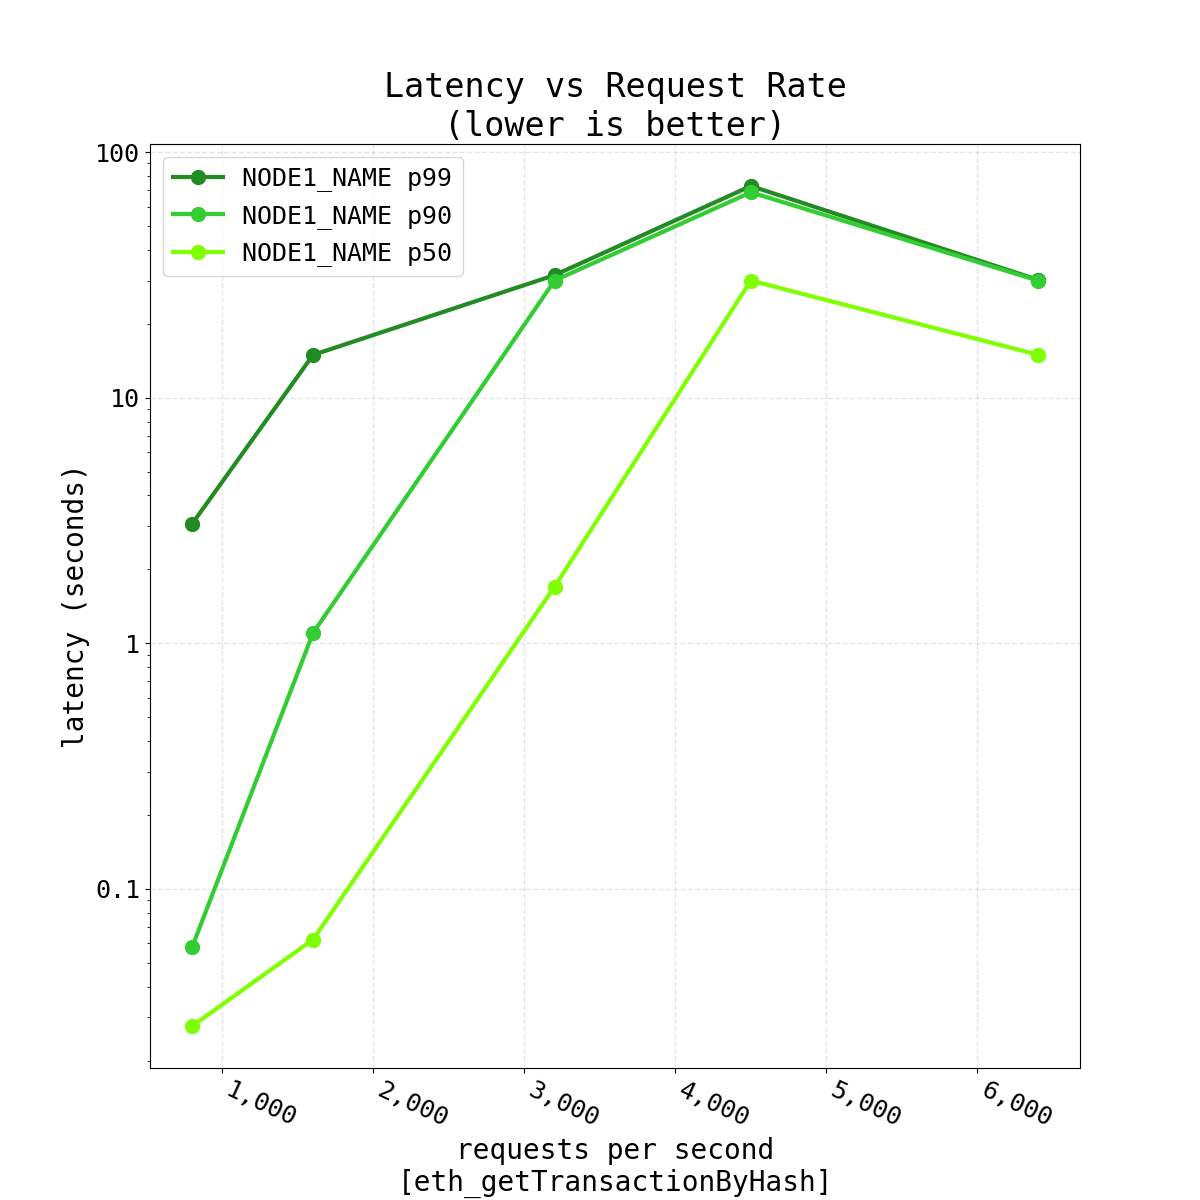 Latency vs Request Rate
(lower is better)
NODE1_NAME p99
NODE1_NAME p90
NODE1_NAME p50
latency (seconds)
100
10
1
0.1
1,000
2,000
3,000
4,000
5,000
6,000
requests per second
[eth_getTransactionByHash]